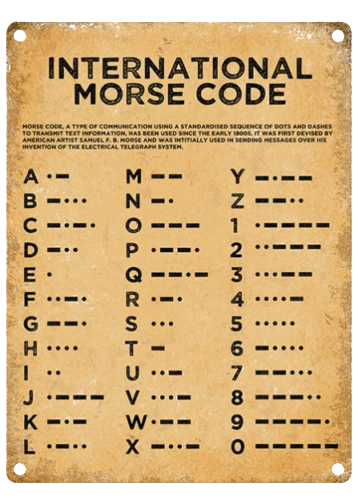 INTERNATIONAL
MORSE CODE
MORSE CODE, A TYPE OF COMMUNICATION USING A STANDARDISED SEQUENCE OF DOTS AND DASHES
TO TRANSMIT TEXT INFORMATION, HAS BEEN USED SINCE THE EARLY 1800S. IT WAS FIRST DEVISED BY
AMERICAN ARTIST SAMUEL F. B. MORSE AND WAS INTITIALLY USED IN SENDING MESSAGES OVER HIS
INVENTION OF THE ELECTRICAL TELEGRAPH SYSTEM.
A ·–
B –···
C –·–·
D –··
E ·
F ··–·
G ––·
H ····
I ··
J ·–––
K –·–
L ·–··
M ––
N –·
O –––
P ·––·
Q ––·–
R ·–·
S ···
T –
U ··–
V ···–
W ·––
X –··–
Y –·––
Z ––··
1 ·––––
2 ··–––
3 ···––
4 ····–
5 ·····
6 –····
7 ––···
8 –––··
9 ––––·
0 –––––